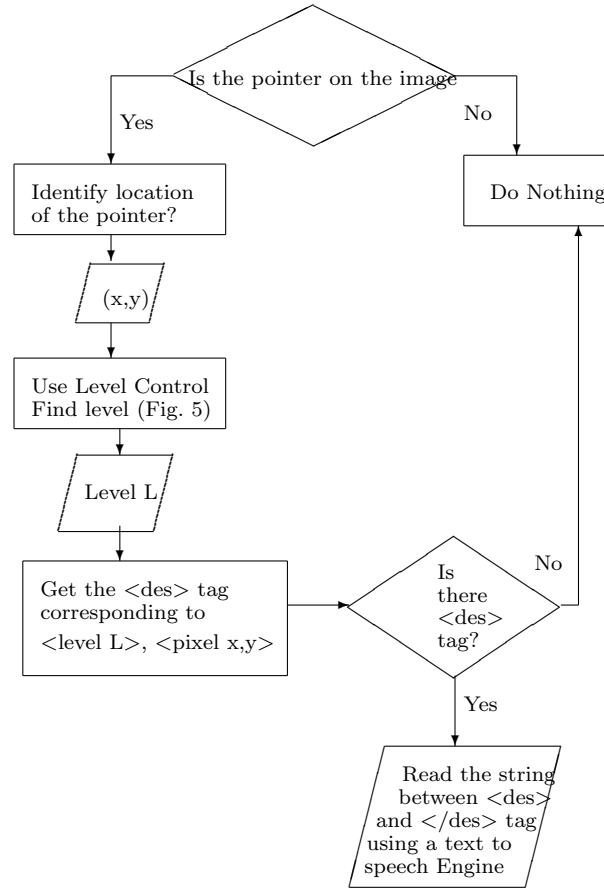 Is the pointer on the image
Yes
No
Identify location
of the pointer?
Do Nothing
(x,y)
Use Level Control
Find level (Fig. 5)
Level L
Get the <des> tag
corresponding to
<level L>, <pixel x,y>
Is
there
<des>
tag?
No
Yes
Read the string
between <des>
and </des> tag
using a text to
speech Engine